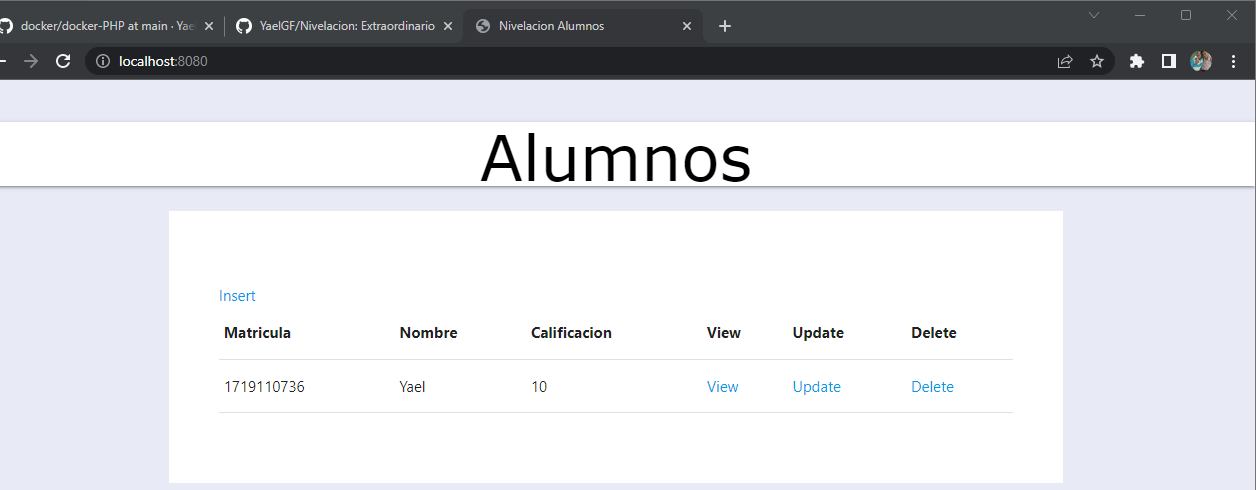 docker/docker-PHP at main · Yae
YaelGF/Nivelacion: Extraordinario
Nivelacion Alumnos
localhost:8080
Alumnos
Insert
Matricula Nombre Calificacion View Update Delete
1719110736 Yael 10 View Update Delete